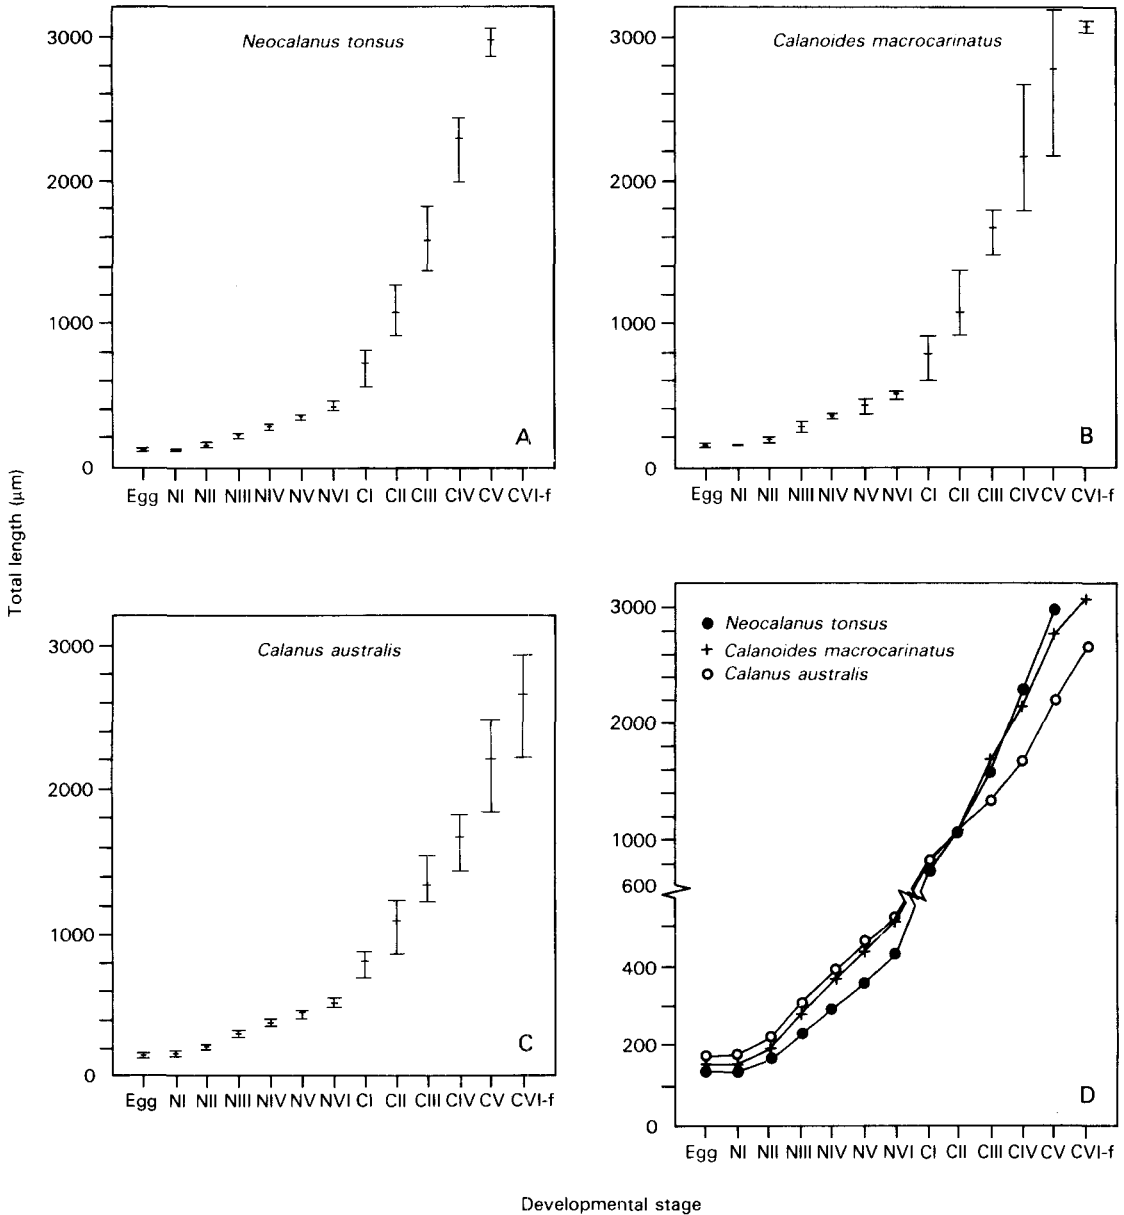 Neocalanus tonsus
3000
2000
1000
0
A
Egg NI NII NIII NIV NV NVI CI CII CIII CIV CV CVI-f
Calanoides macrocarinatus
3000
2000
1000
0
B
Egg NI NII NIII NIV NV NVI CI CII CIII CIV CV CVI-f
Total length (μm)
Calanus australis
3000
2000
1000
0
C
Egg NI NII NIII NIV NV NVI CI CII CIII CIV CV CVI-f
Neocalanus tonsus
Calanoides macrocarinatus
Calanus australis
3000
2000
1000
600
400
200
0
D
Egg NI NII NIII NIV NV NVI CI CII CIII CIV CV CVI-f
Developmental stage